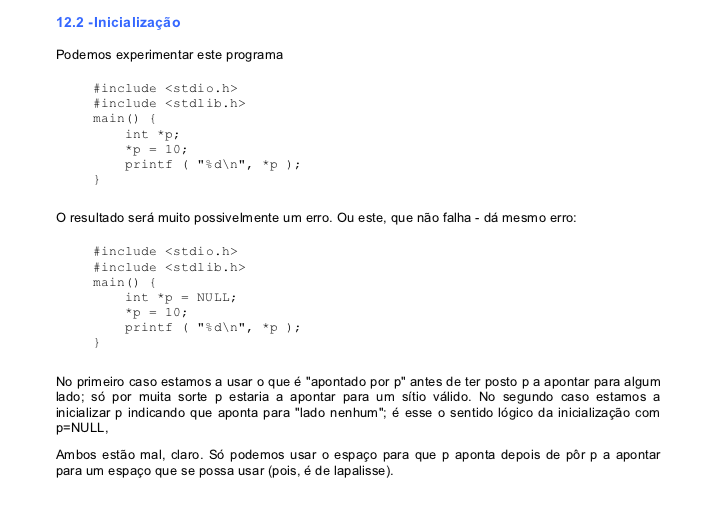 12.2 -Inicialização
Podemos experimentar este programa
#include <stdio.h>
#include <stdlib.h>
main() {
int *p;
*p = 10;
printf ( "%d\n", *p );
}
O resultado será muito possivelmente um erro. Ou este, que não falha - dá mesmo erro:
#include <stdio.h>
#include <stdlib.h>
main() {
int *p = NULL;
*p = 10;
printf ( "%d\n", *p );
}
No primeiro caso estamos a usar o que é "apontado por p" antes de ter posto p a apontar para algum
lado; só por muita sorte p estaria a apontar para um sítio válido. No segundo caso estamos a
inicializar p indicando que aponta para "lado nenhum"; é esse o sentido lógico da inicialização com
p=NULL,
Ambos estão mal, claro. Só podemos usar o espaço para que p aponta depois de pôr p a apontar
para um espaço que se possa usar (pois, é de lapalisse).